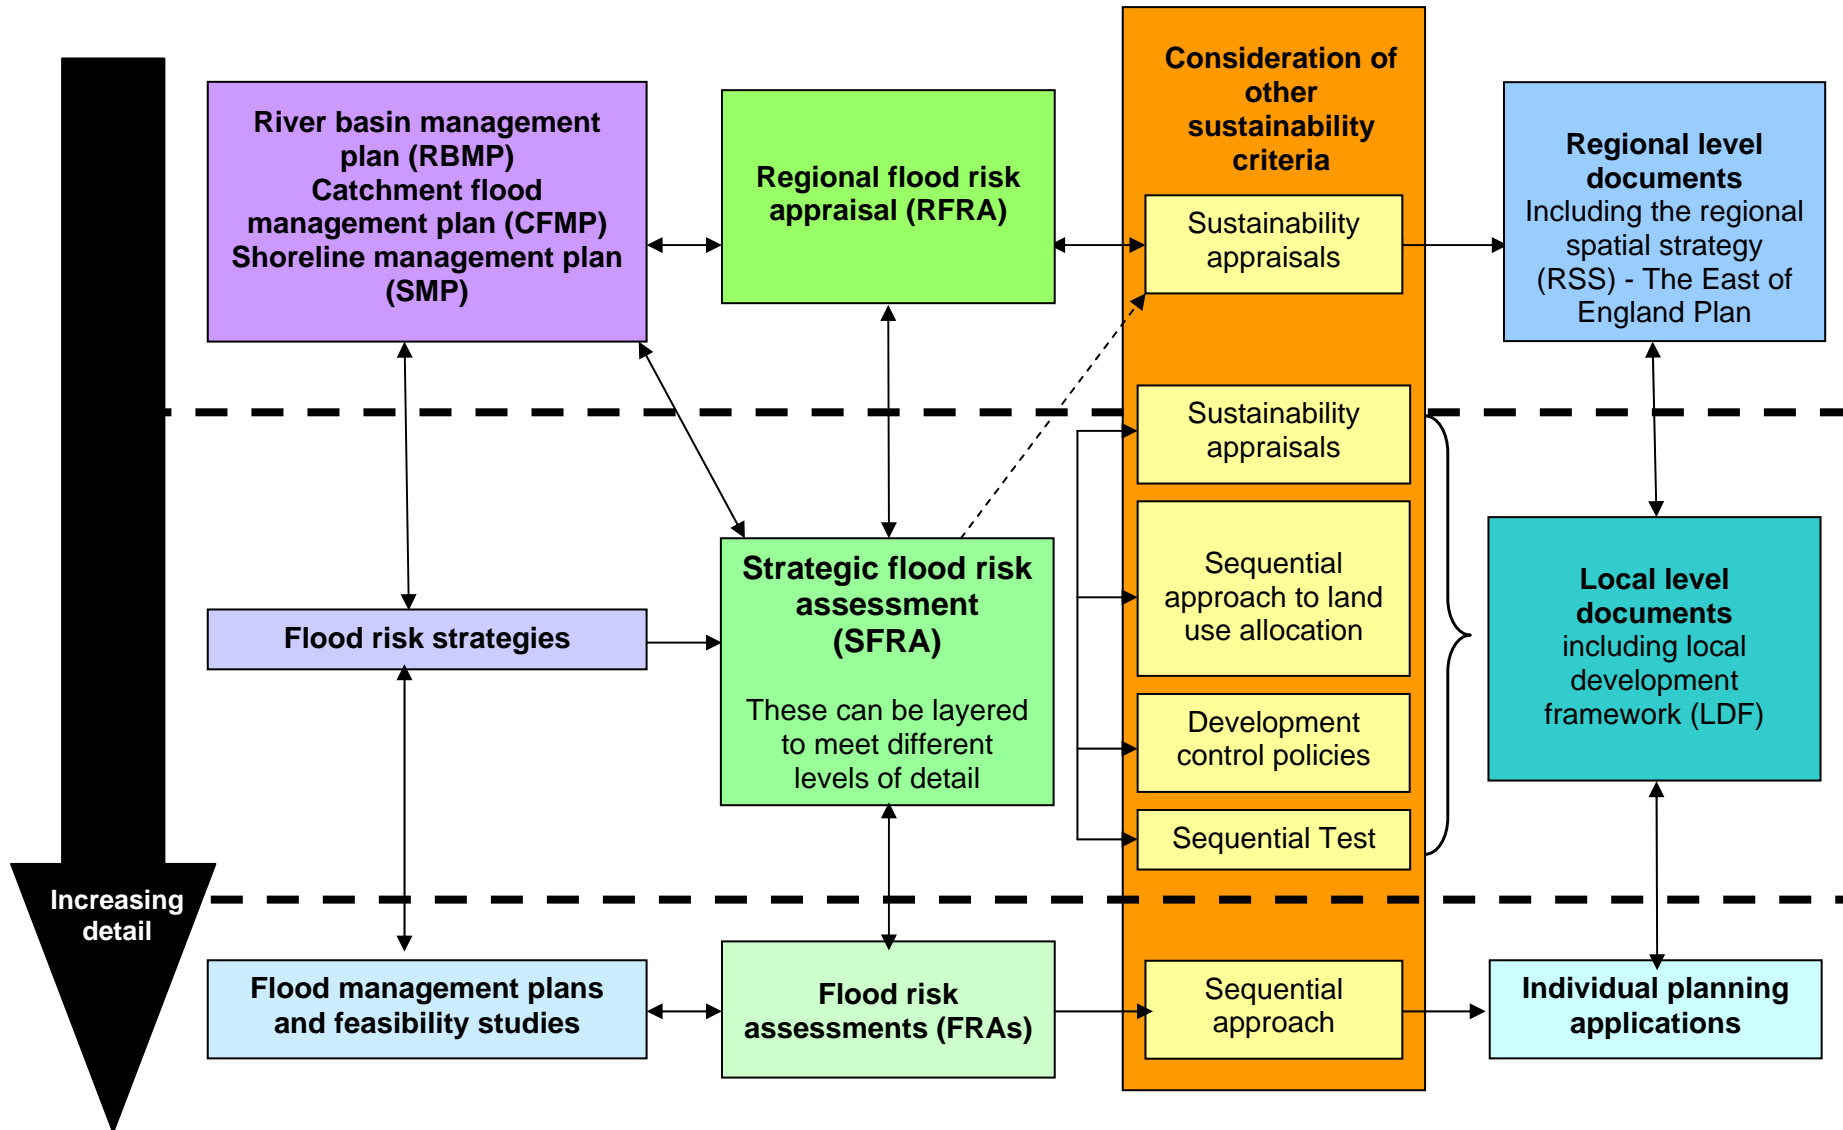 River basin management
plan (RBMP)
Catchment flood
management plan (CFMP)
Shoreline management plan
(SMP)
Regional flood risk
appraisal (RFRA)
Consideration of
other
sustainability
criteria
Sustainability
appraisals
Regional level
documents
Including the regional
spatial strategy
(RSS) - The East of
England Plan
Sustainability
appraisals
Sequential
approach to land
use allocation
Development
control policies
Sequential Test
Flood risk strategies
Strategic flood risk
assessment
(SFRA)
These can be layered
to meet different
levels of detail
Local level
documents
including local
development
framework (LDF)
Increasing
detail
Flood management plans
and feasibility studies
Flood risk
assessments (FRAs)
Sequential
approach
Individual planning
applications